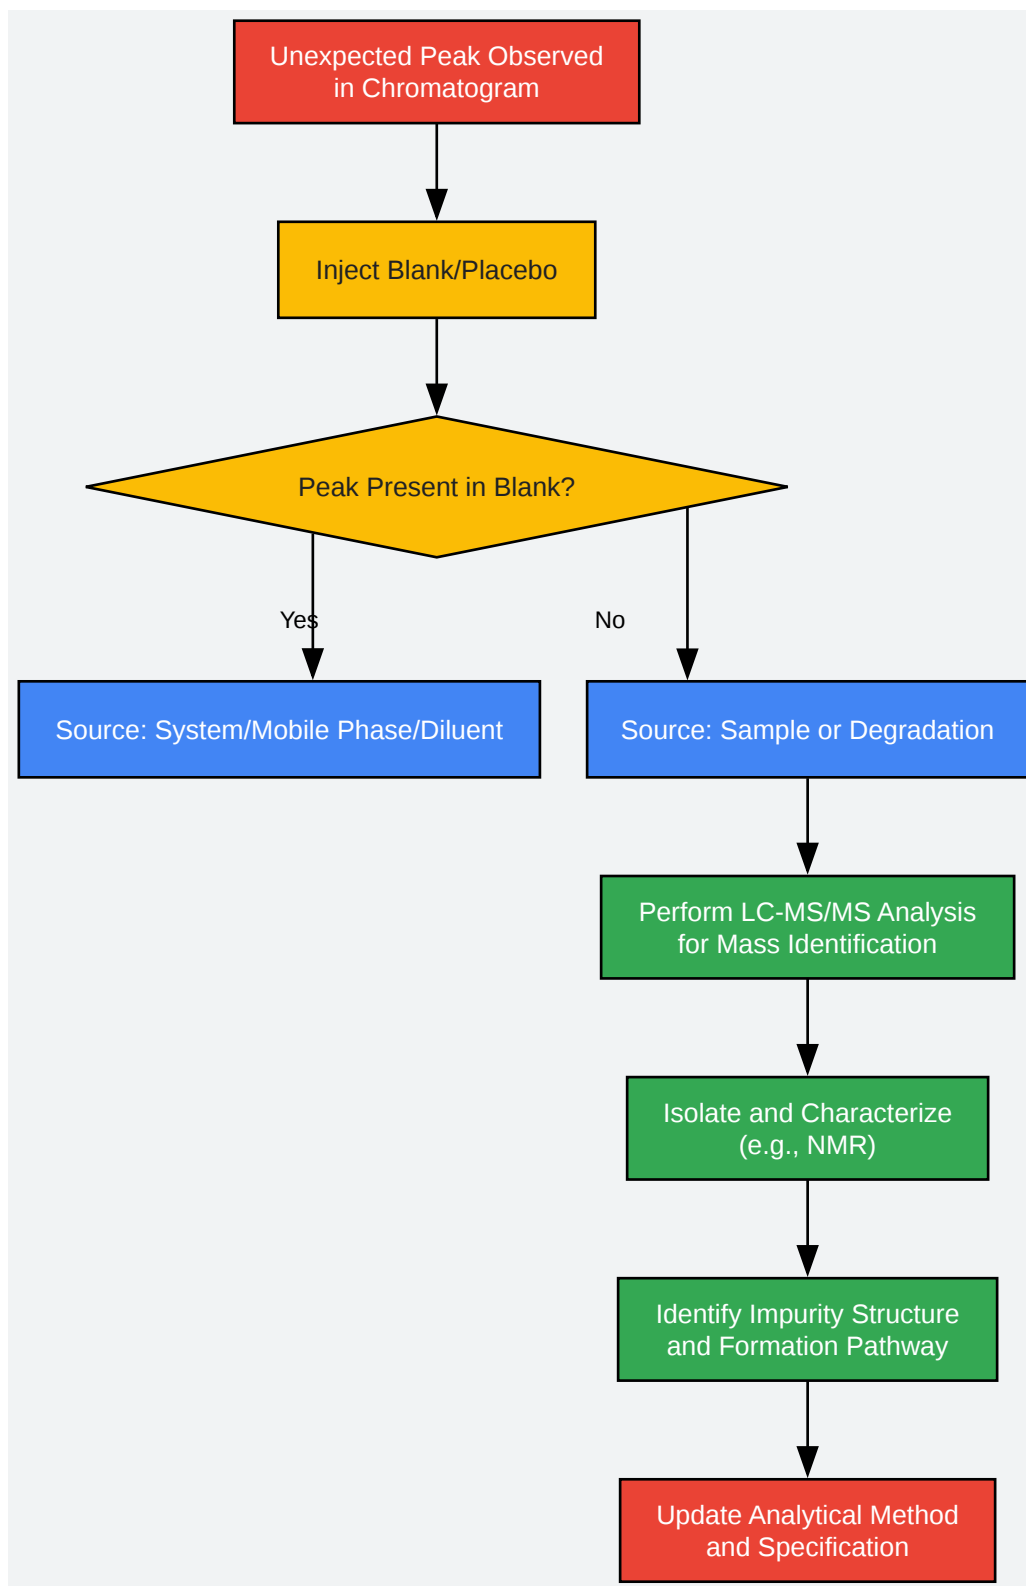 Unexpected Peak Observed
in Chromatogram
Inject Blank/Placebo
Peak Present in Blank?
Yes
No
Source: System/Mobile Phase/Diluent
Source: Sample or Degradation
Perform LC-MS/MS Analysis
for Mass Identification
Isolate and Characterize
(e.g., NMR)
Identify Impurity Structure
and Formation Pathway
Update Analytical Method
and Specification